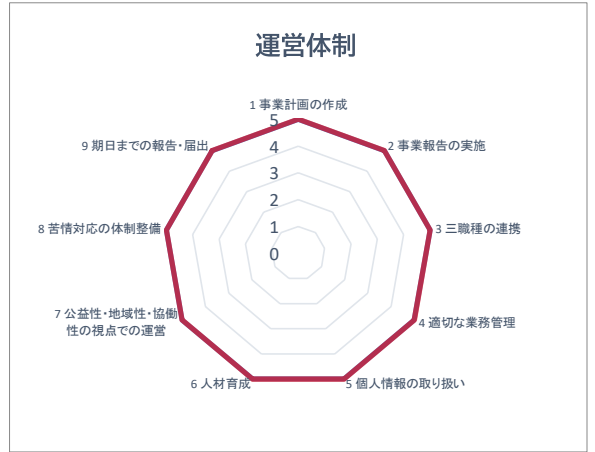 運営体制
1 事業計画の作成
5
4
3
2
1
0
2 事業報告の実施
3 三職種の連携
4 適切な業務管理
5 個人情報の取り扱い
6 人材育成
7 公益性・地域性・協働
性の視点での運営
8 苦情対応の体制整備
9 期日までの報告・届出